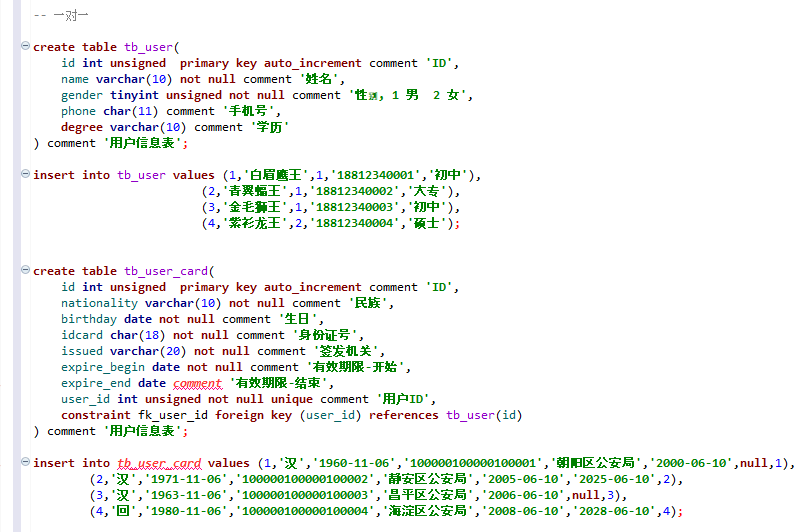 -- 一对一
create table tb_user(
id int unsigned  primary key auto_increment comment 'ID',
name varchar(10) not null comment '姓名',
gender tinyint unsigned not null comment '性别, 1 男  2 女',
phone char(11) comment '手机号',
degree varchar(10) comment '学历'
) comment '用户信息表';
insert into tb_user values (1,'白眉鹰王',1,'18812340001','初中'),
(2,'青翼蝠王',1,'18812340002','大专'),
(3,'金毛狮王',1,'18812340003','初中'),
(4,'紫衫龙王',2,'18812340004','硕士');
create table tb_user_card(
id int unsigned  primary key auto_increment comment 'ID',
nationality varchar(10) not null comment '民族',
birthday date not null comment '生日',
idcard char(18) not null comment '身份证号',
issued varchar(20) not null comment '签发机关',
expire_begin date not null comment '有效期限-开始',
expire_end date comment '有效期限-结束',
user_id int unsigned not null unique comment '用户ID',
constraint fk_user_id foreign key (user_id) references tb_user(id)
) comment '用户信息表';
insert into tb_user_card values (1,'汉','1960-11-06','100000100000100001','朝阳区公安局','2000-06-10',null,1),
(2,'汉','1971-11-06','100000100000100002','静安区公安局','2005-06-10','2025-06-10',2),
(3,'汉','1963-11-06','100000100000100003','昌平区公安局','2006-06-10',null,3),
(4,'回','1980-11-06','100000100000100004','海淀区公安局','2008-06-10','2028-06-10',4);